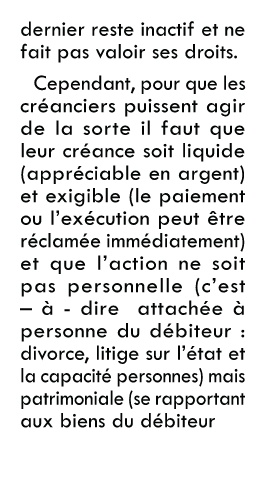 dernier reste inactif et ne
fait pas valoir ses droits.
Cependant, pour que les
créanciers puissent agir
de la sorte il faut que
leur créance soit liquide
(appréciable en argent)
et exigible (le paiement
ou l'exécution peut être
réclamée immédiatement)
et que l'action ne soit
pas personnelle (c'est
– à - dire attachée à
personne du débiteur :
divorce, litige sur l'état et
la capacité personnes) mais
patrimoniale (se rapportant
aux biens du débiteur